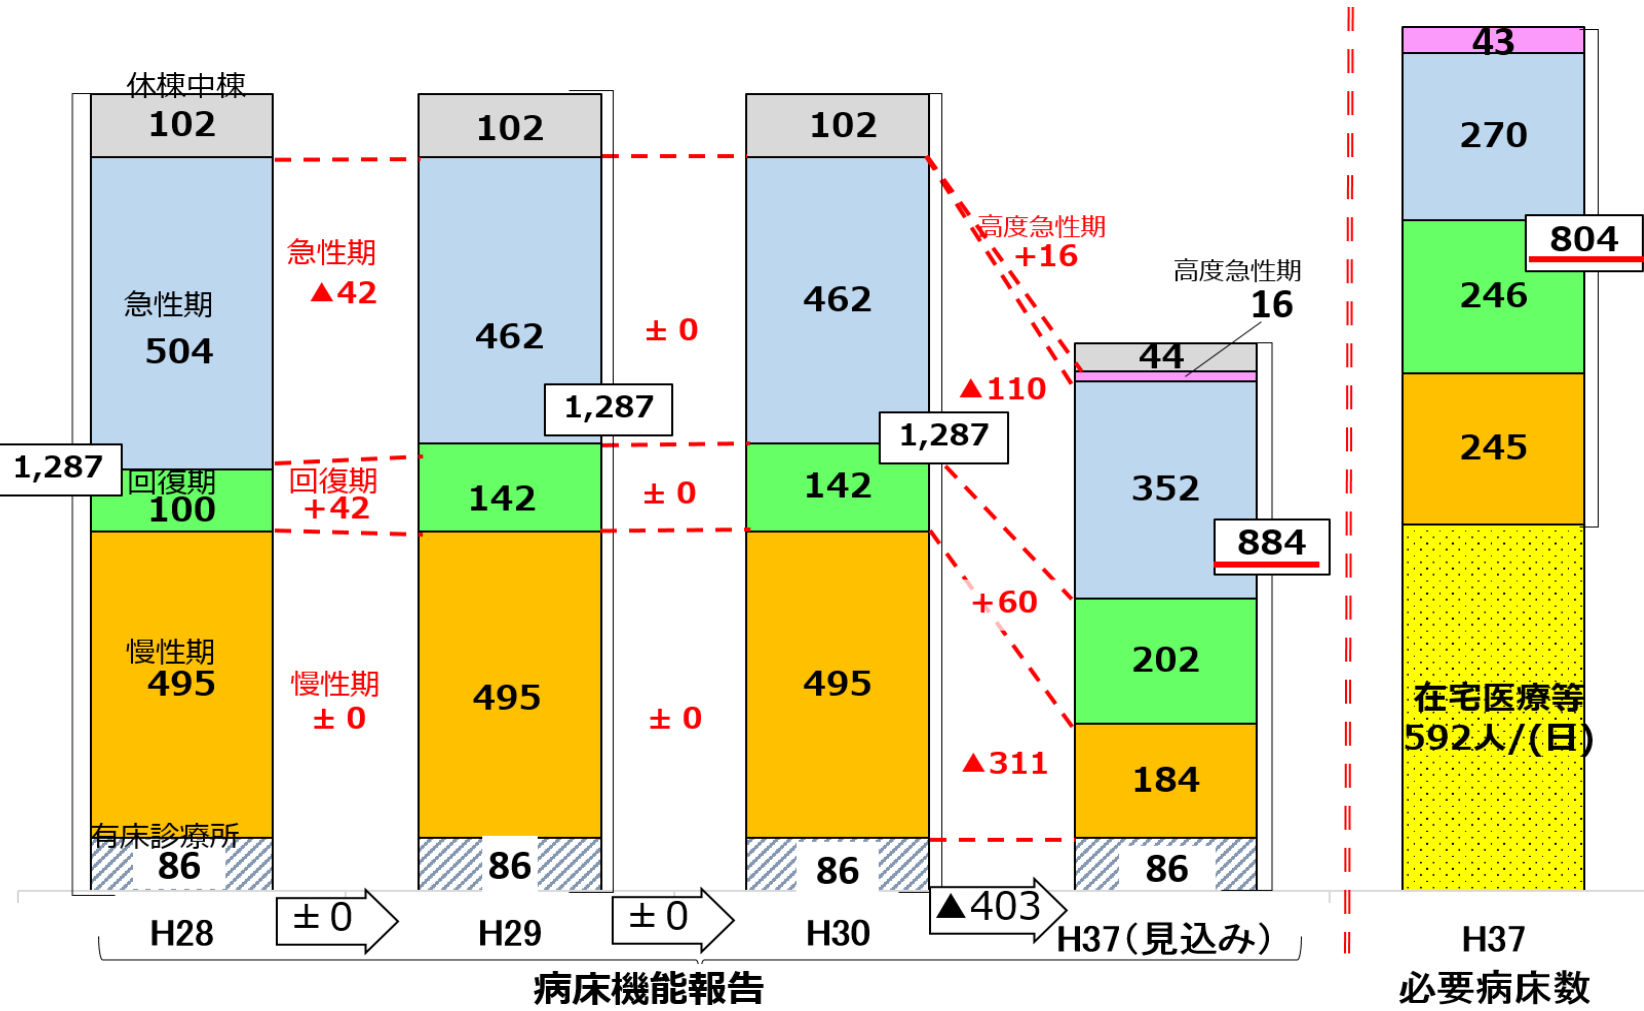 体棟中棟
102
急性期
504
1,287
回復期
100
慢性期
495
有床診療所
86
H28
急性期
▲42
回復期
+42
慢性期
± 0
± 0
102
462
1,287
142
495
86
H29
± 0
± 0
± 0
± 0
102
462
1,287
142
495
86
H30
高度急性期
+16
▲110
+60
▲311
▲403
高度急性期
16
44
352
884
202
184
86
H37(見込み)
病床機能報告
43
270
804
246
245
在宅医療等
592人/(日)
H37
必要病床数